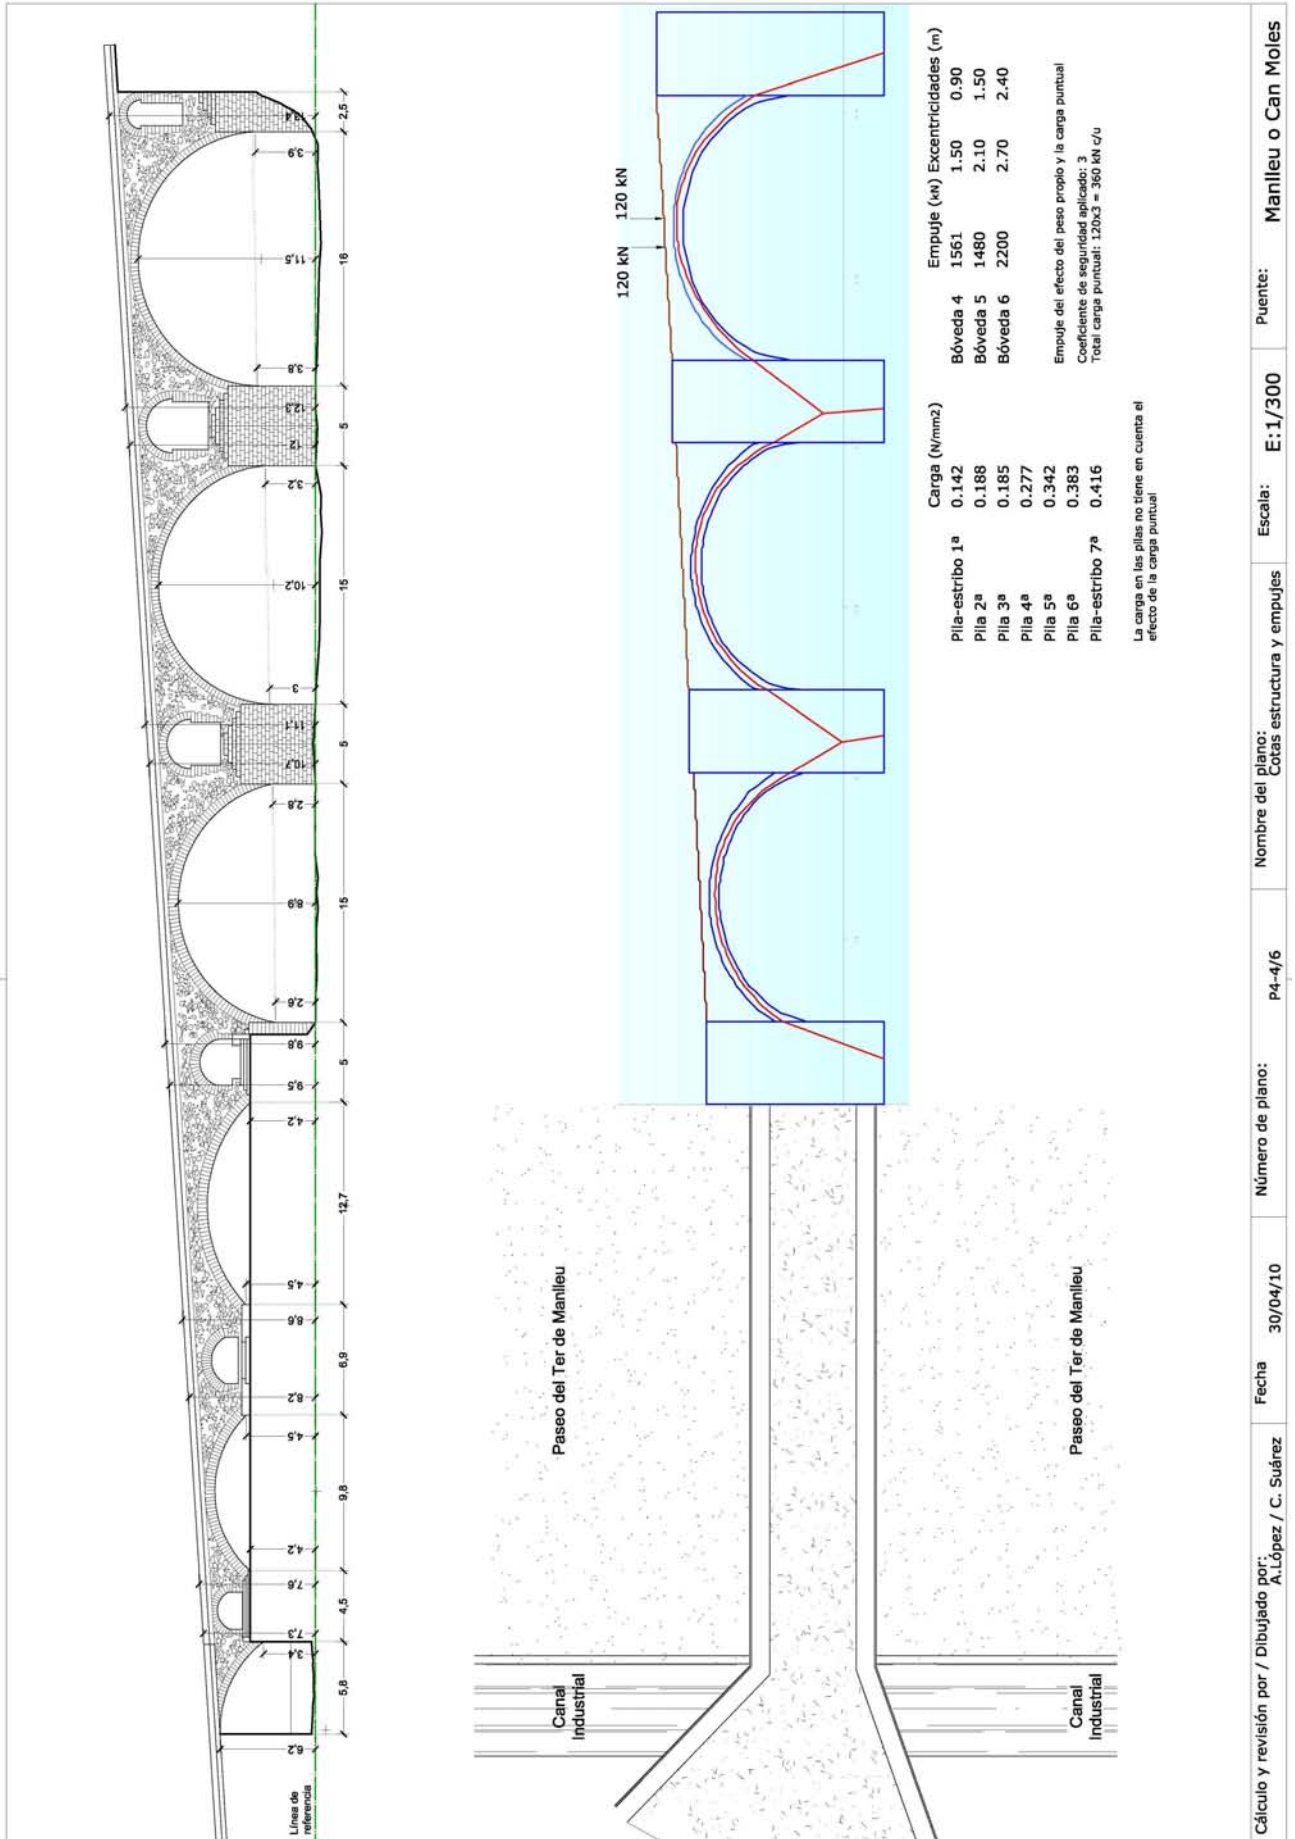 Línea de
referencia
6,2
3,4
7,3
7,6
4,2
4,5
8,2
8,6
4,5
4,2
9,5
9,8
2,6
8,9
2,8
10,7
11,1
3
10,2
3,2
12
12,3
3,8
11,5
3,9
13,4
5,8
4,5
9,8
6,9
12,7
5
15
5
15
5
16
2,5
120 kN
120 kN
Canal
Industrial
Paseo del Ter de Manlleu
Canal
Industrial
Paseo del Ter de Manlleu
Carga (N/mm2)
Pila-estribo 1ª 0.142
Pila 2ª 0.188
Pila 3ª 0.185
Pila 4ª 0.277
Pila 5ª 0.342
Pila 6ª 0.383
Pila-estribo 7ª 0.416
La carga en las pilas no tiene en cuenta el
efecto de la carga puntual
Empuje (kN) Excentricidades (m)
Bóveda 4 1561 1.50 0.90
Bóveda 5 1480 2.10 1.50
Bóveda 6 2200 2.70 2.40
Empuje del efecto del peso propio y la carga puntual
Coeficiente de seguridad aplicado: 3
Total carga puntual: 120x3 = 360 kN c/u
Cálculo y revisión por / Dibujado por:
A.López / C. Suárez
Fecha 30/04/10
Número de plano: P4-4/6
Nombre del plano:
Cotas estructura y empujes
Escala: E:1/300
Puente: Manlleu o Can Moles